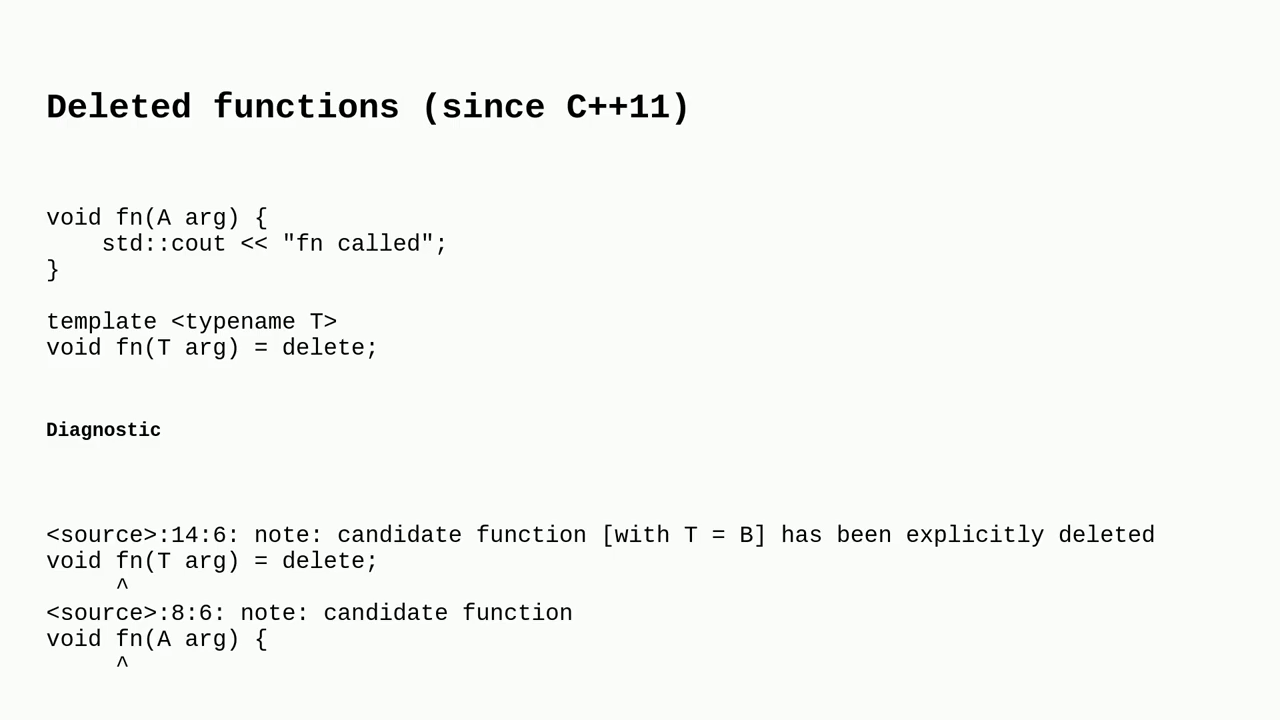 Deleted functions (since C++11)
void fn(A arg) {
    std::cout << "fn called";
}
template <typename T>
void fn(T arg) = delete;
Diagnostic
<source>:14:6: note: candidate function [with T = B] has been explicitly deleted
void fn(T arg) = delete;
     ^
<source>:8:6: note: candidate function
void fn(A arg) {
     ^